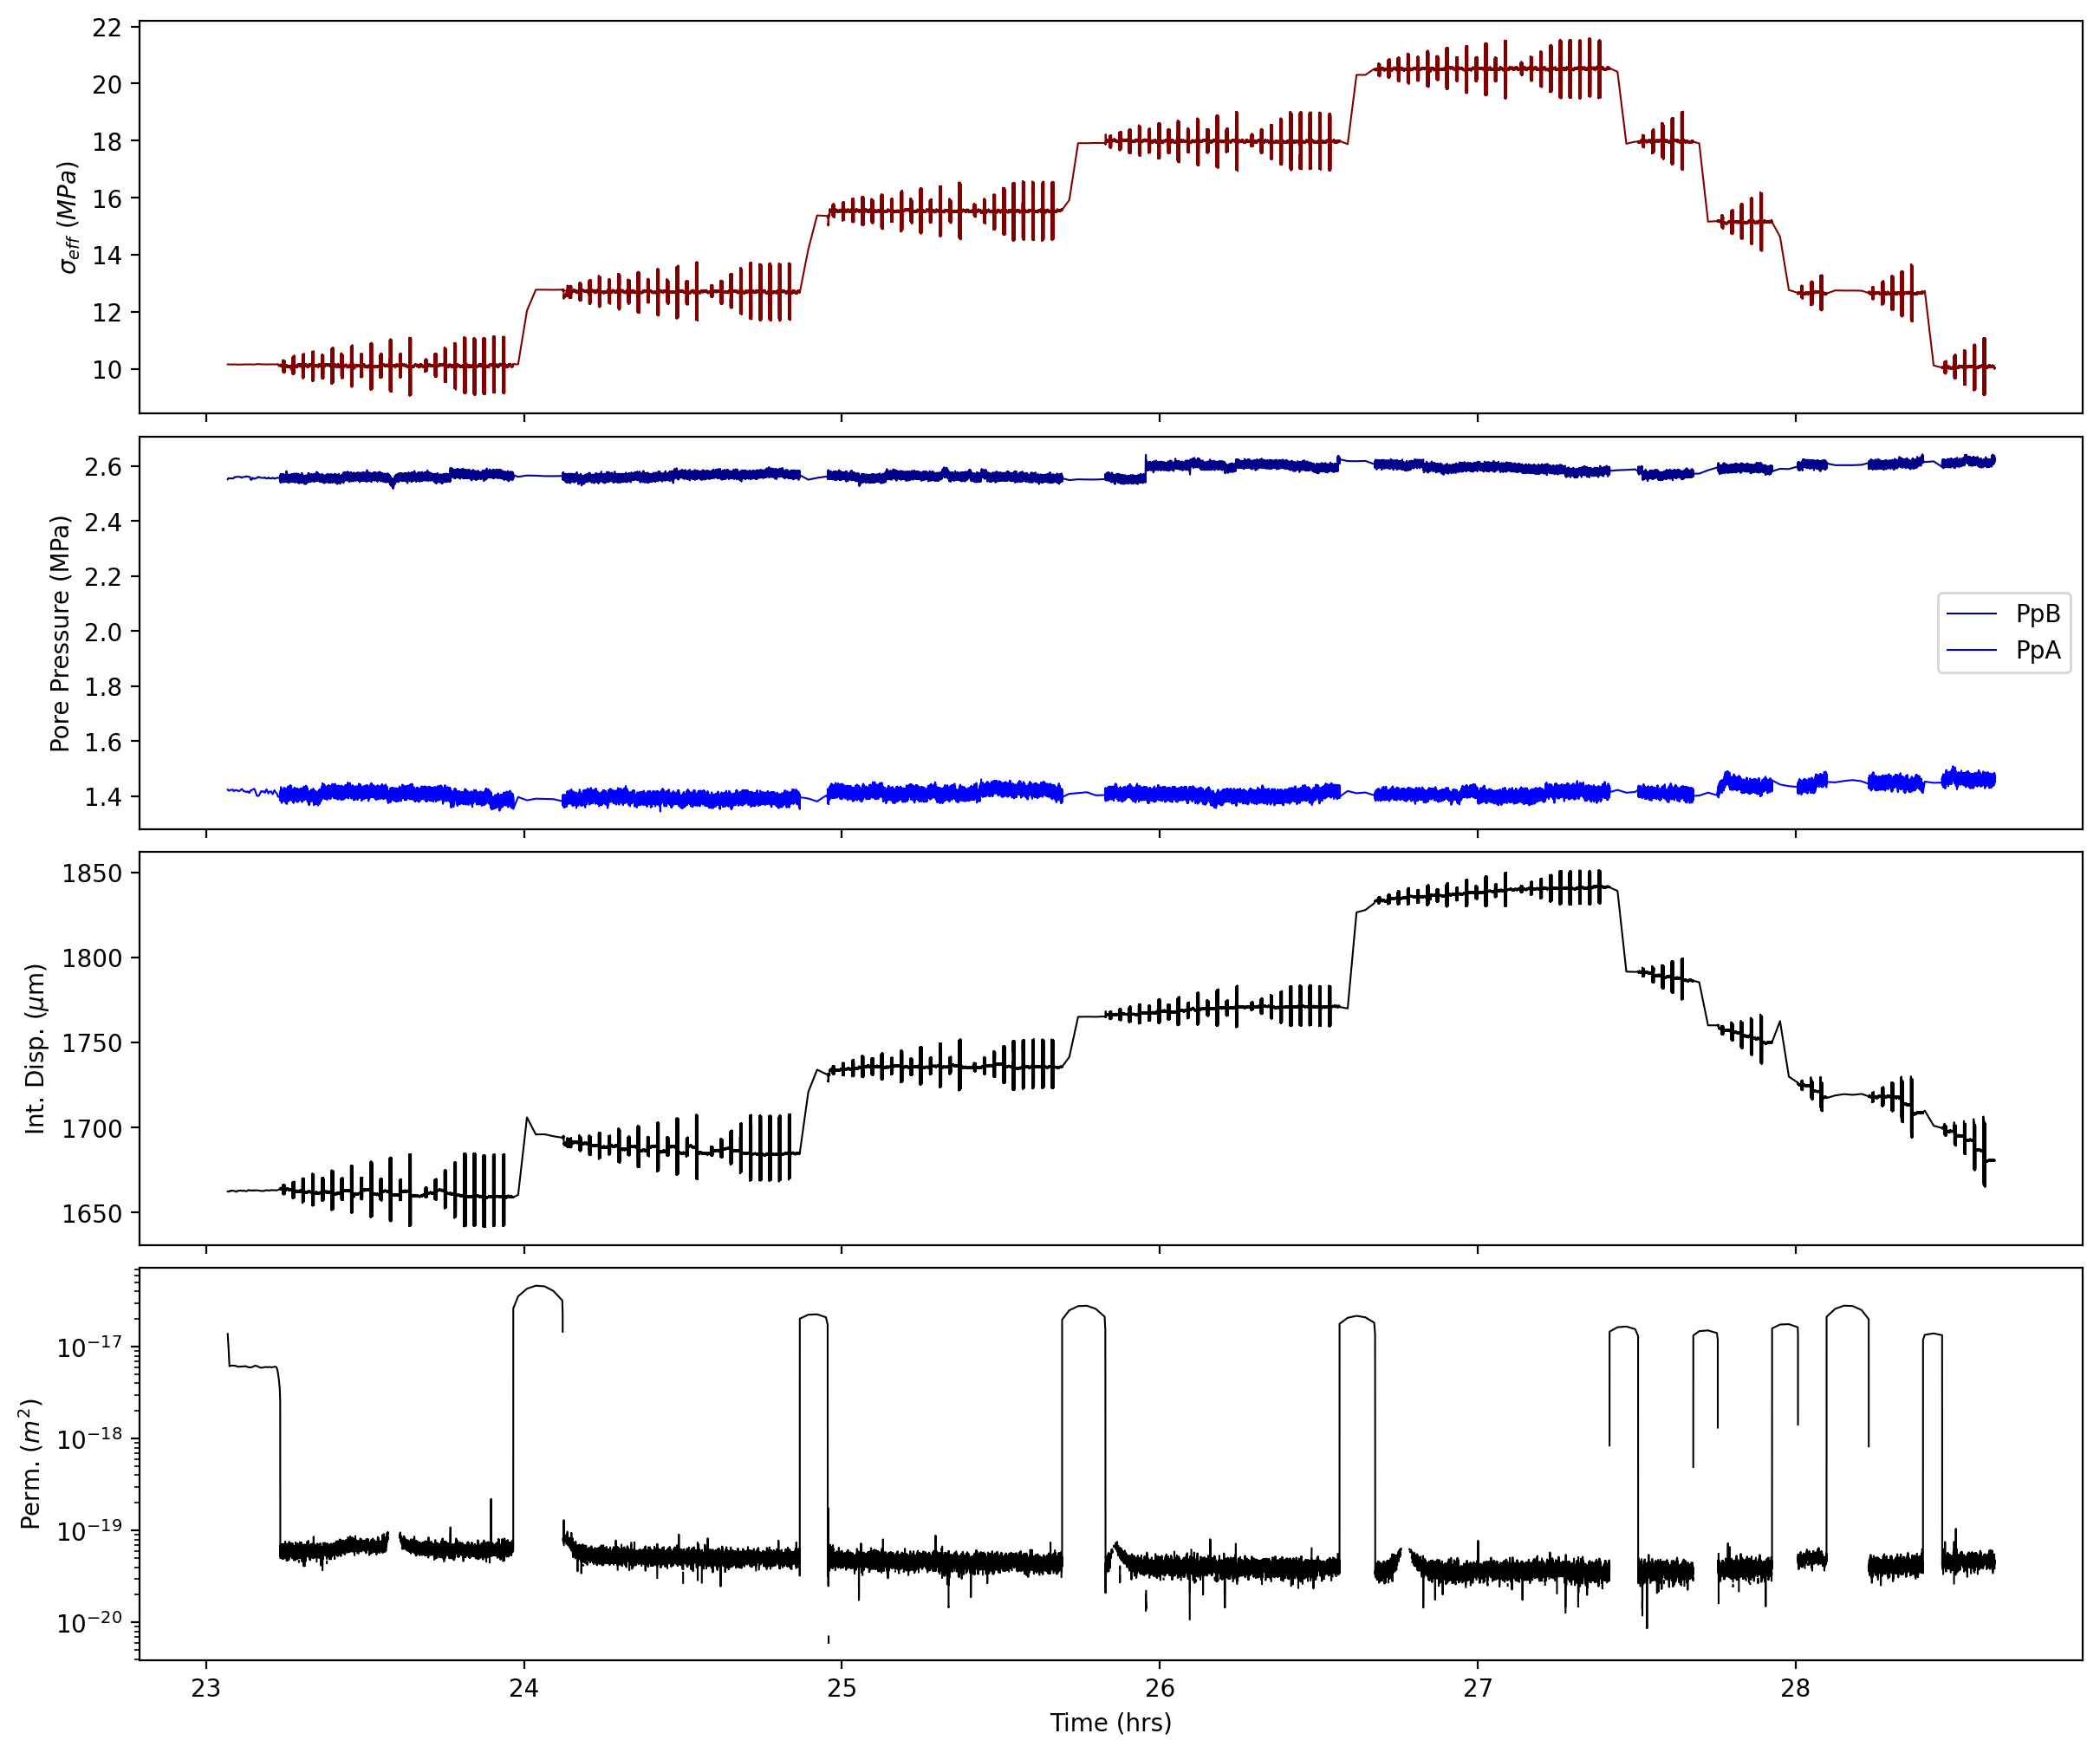 22
20
18
16
14
12
10
σ_eff (MPa)
2.6
2.4
2.2
2.0
1.8
1.6
1.4
Pore Pressure (MPa)
PpB
PpA
1850
1800
1750
1700
1650
Int. Disp. (μm)
10⁻¹⁷
10⁻¹⁸
10⁻¹⁹
10⁻²⁰
Perm. (m²)
23 24 25 26 27 28
Time (hrs)